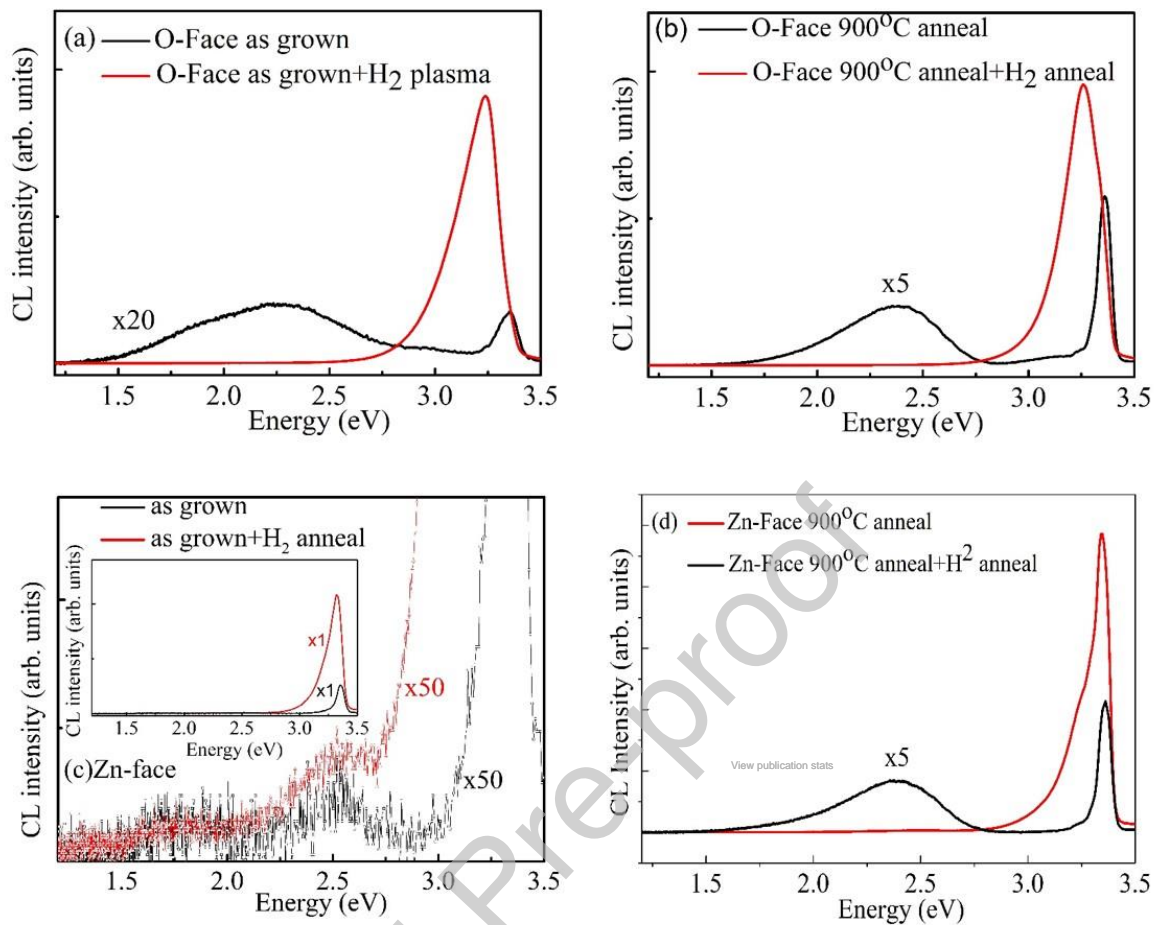 (a)
O-Face as grown
O-Face as grown+H2 plasma
x20
CL intensity (arb. units)
1.5 2.0 2.5 3.0 3.5
Energy (eV)
(b)
O-Face 900°C anneal
O-Face 900°C anneal+H2 anneal
x5
CL intensity (arb. units)
1.5 2.0 2.5 3.0 3.5
Energy (eV)
as grown
as grown+H2 anneal
CL intensity (arb. units)
x1
x1
1.5 2.0 2.5 3.0 3.5
Energy (eV)
x50
x50
(c)Zn-face
CL intensity (arb. units)
1.5 2.0 2.5 3.0 3.5
Energy (eV)
(d)
Zn-Face 900°C anneal
Zn-Face 900°C anneal+H2 anneal
x5
View publication stats
CL Intensity (arb. units)
1.5 2.0 2.5 3.0 3.5
Energy (eV)
Pre-proof